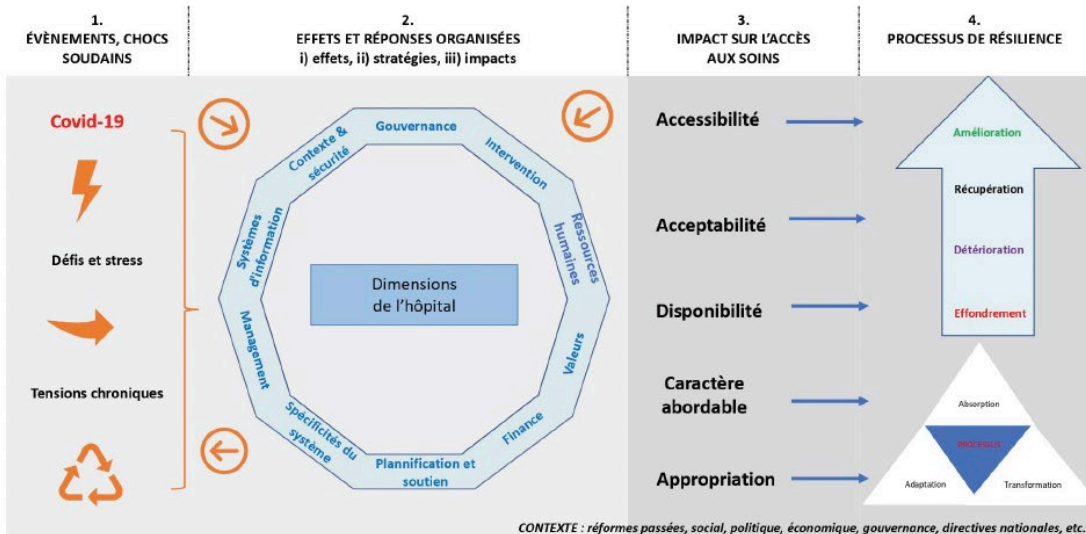 1.
ÉVÈNEMENTS, CHOCS
SOUDAINS
2.
EFFETS ET RÉPONSES ORGANISÉES
i) effets, ii) stratégies, iii) impacts
3.
IMPACT SUR L'ACCÈS
AUX SOINS
4.
PROCESSUS DE RÉSILIENCE
Covid-19
Défis et stress
Tensions chroniques
Gouvernance
Intervention
Ressources
humaines
Valeurs
Finance
Plannification et
soutien
Spécificités du
système
Management
Systèmes
d'information
Contexte &
sécurité
Dimensions
de l'hôpital
Accessibilité
Acceptabilité
Disponibilité
Caractère
abordable
Appropriation
Amélioration
Récupération
Détérioration
Effondrement
Absorption
PROCESSUS
Adaptation
Transformation
CONTEXTE : réformes passées, social, politique, économique, gouvernance, directives nationales, etc.